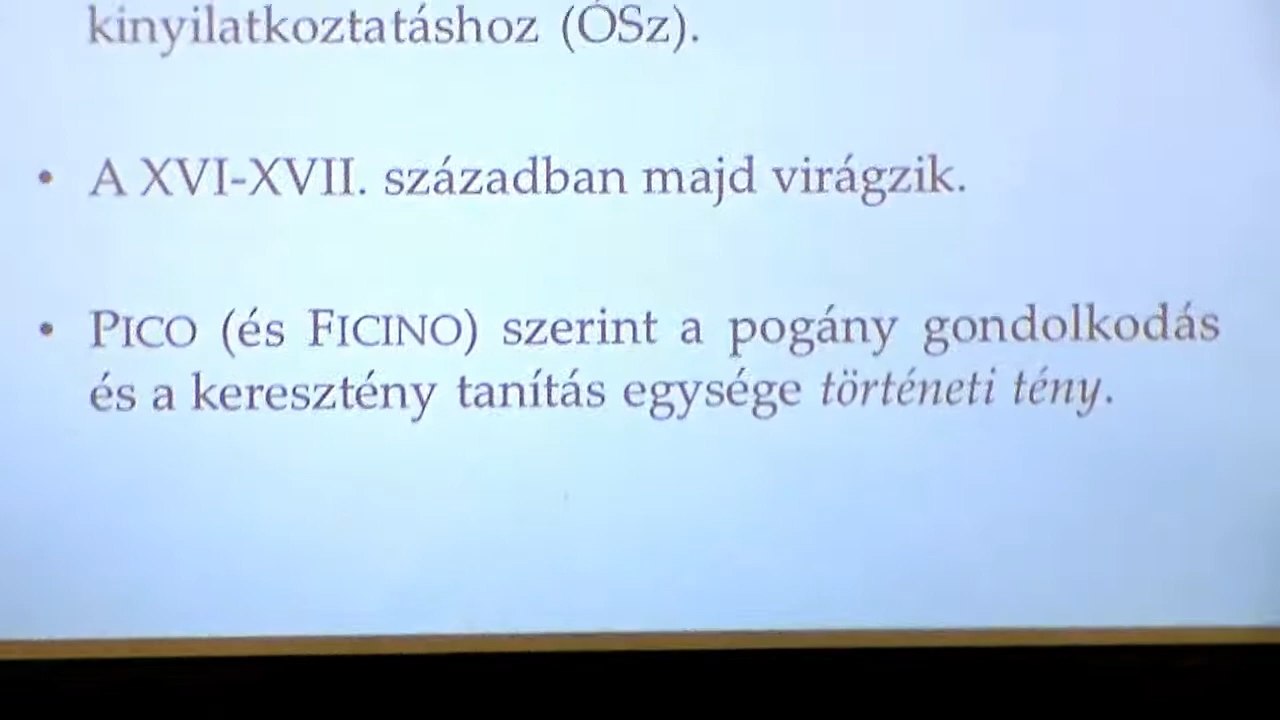 kinyilatkoztatáshoz (ÓSz).
• A XVI-XVII. században majd virágzik.
• PICO (és FICINO) szerint a pogány gondolkodás
és a keresztény tanítás egysége történeti tény.